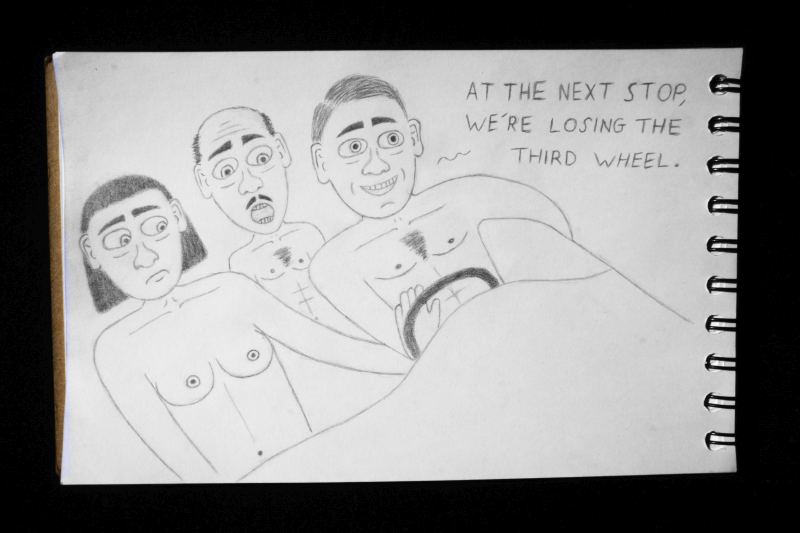 AT THE NEXT STOP,
WE'RE LOSING THE
THIRD WHEEL.